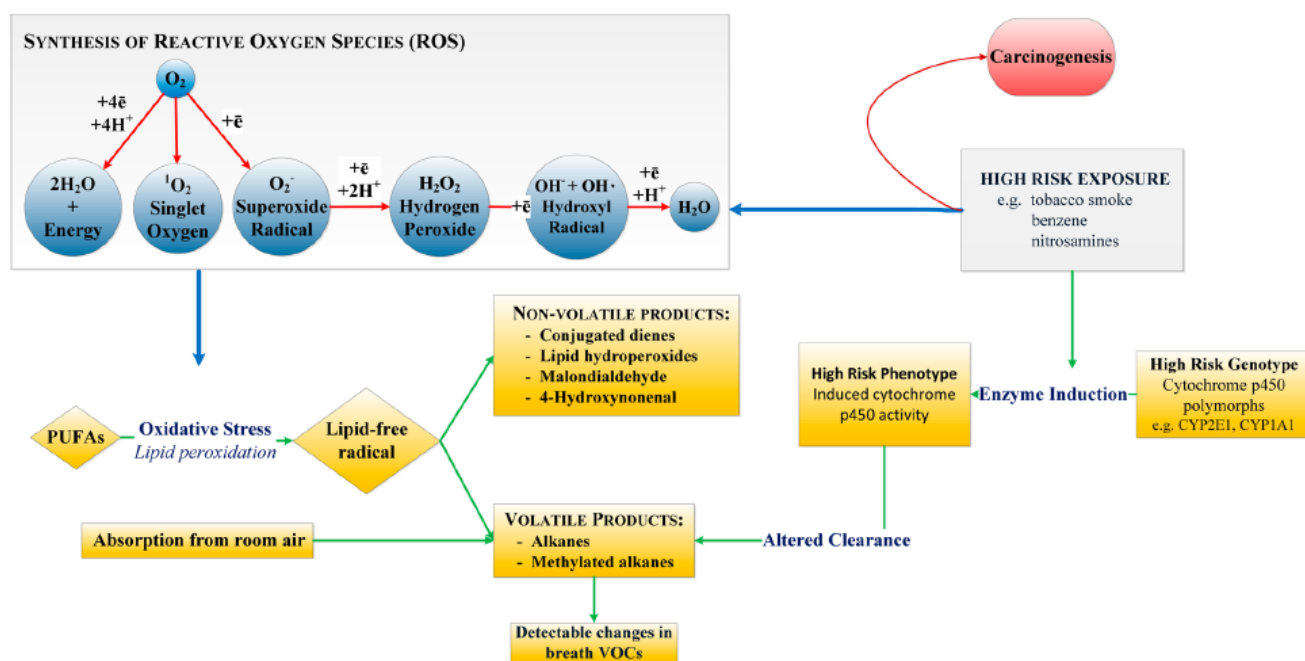 SYNTHESIS OF REACTIVE OXYGEN SPECIES (ROS)
O₂
+4ē
+4H⁺
+ē
2H₂O
+
Energy
¹O₂
Singlet
Oxygen
O₂⁻
Superoxide
Radical
+ē
+2H⁺
H₂O₂
Hydrogen
Peroxide
+ē
OH⁻ + OH·
Hydroxyl
Radical
+ē
+H⁺
H₂O
Carcinogenesis
HIGH RISK EXPOSURE
e.g. tobacco smoke
benzene
nitrosamines
NON-VOLATILE PRODUCTS:
- Conjugated dienes
- Lipid hydroperoxides
- Malondialdehyde
- 4-Hydroxynonenal
High Risk Phenotype
Induced cytochrome
p450 activity
Enzyme Induction
High Risk Genotype
Cytochrome p450
polymorphs
e.g. CYP2E1, CYP1A1
PUFAs
Oxidative Stress
Lipid peroxidation
Lipid-free
radical
Absorption from room air
VOLATILE PRODUCTS:
- Alkanes
- Methylated alkanes
Altered Clearance
Detectable changes in
breath VOCs